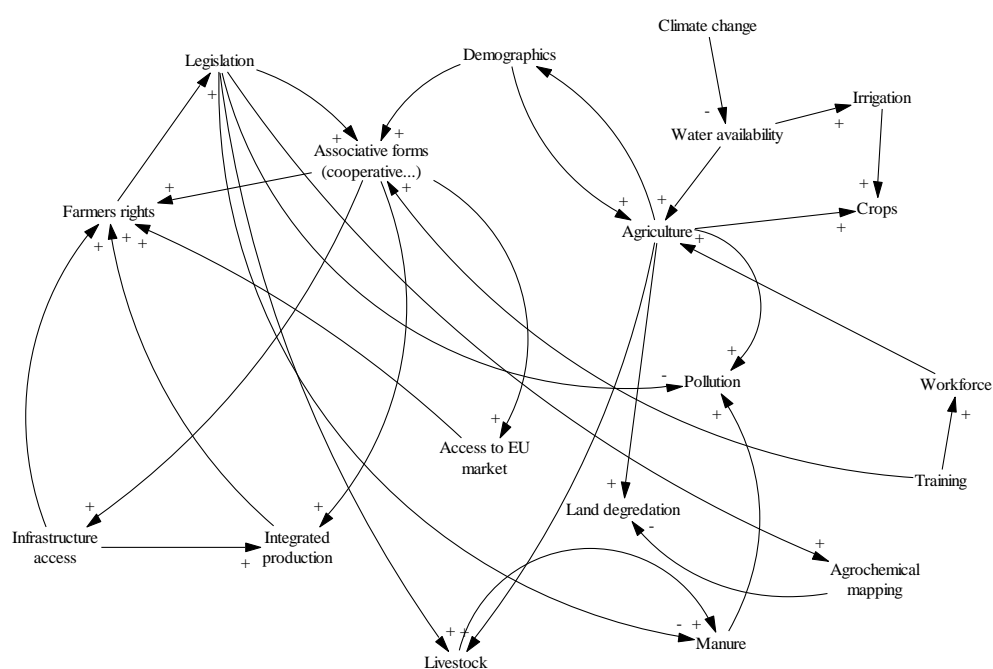 Climate change
Legislation
Demographics
Irrigation
Water availability
Associative forms
(cooperative...)
Farmers rights
Crops
Agriculture
Pollution
Workforce
Access to EU
market
Training
Land degredation
Infrastructure
access
Integrated
production
Agrochemical
mapping
Manure
Livestock